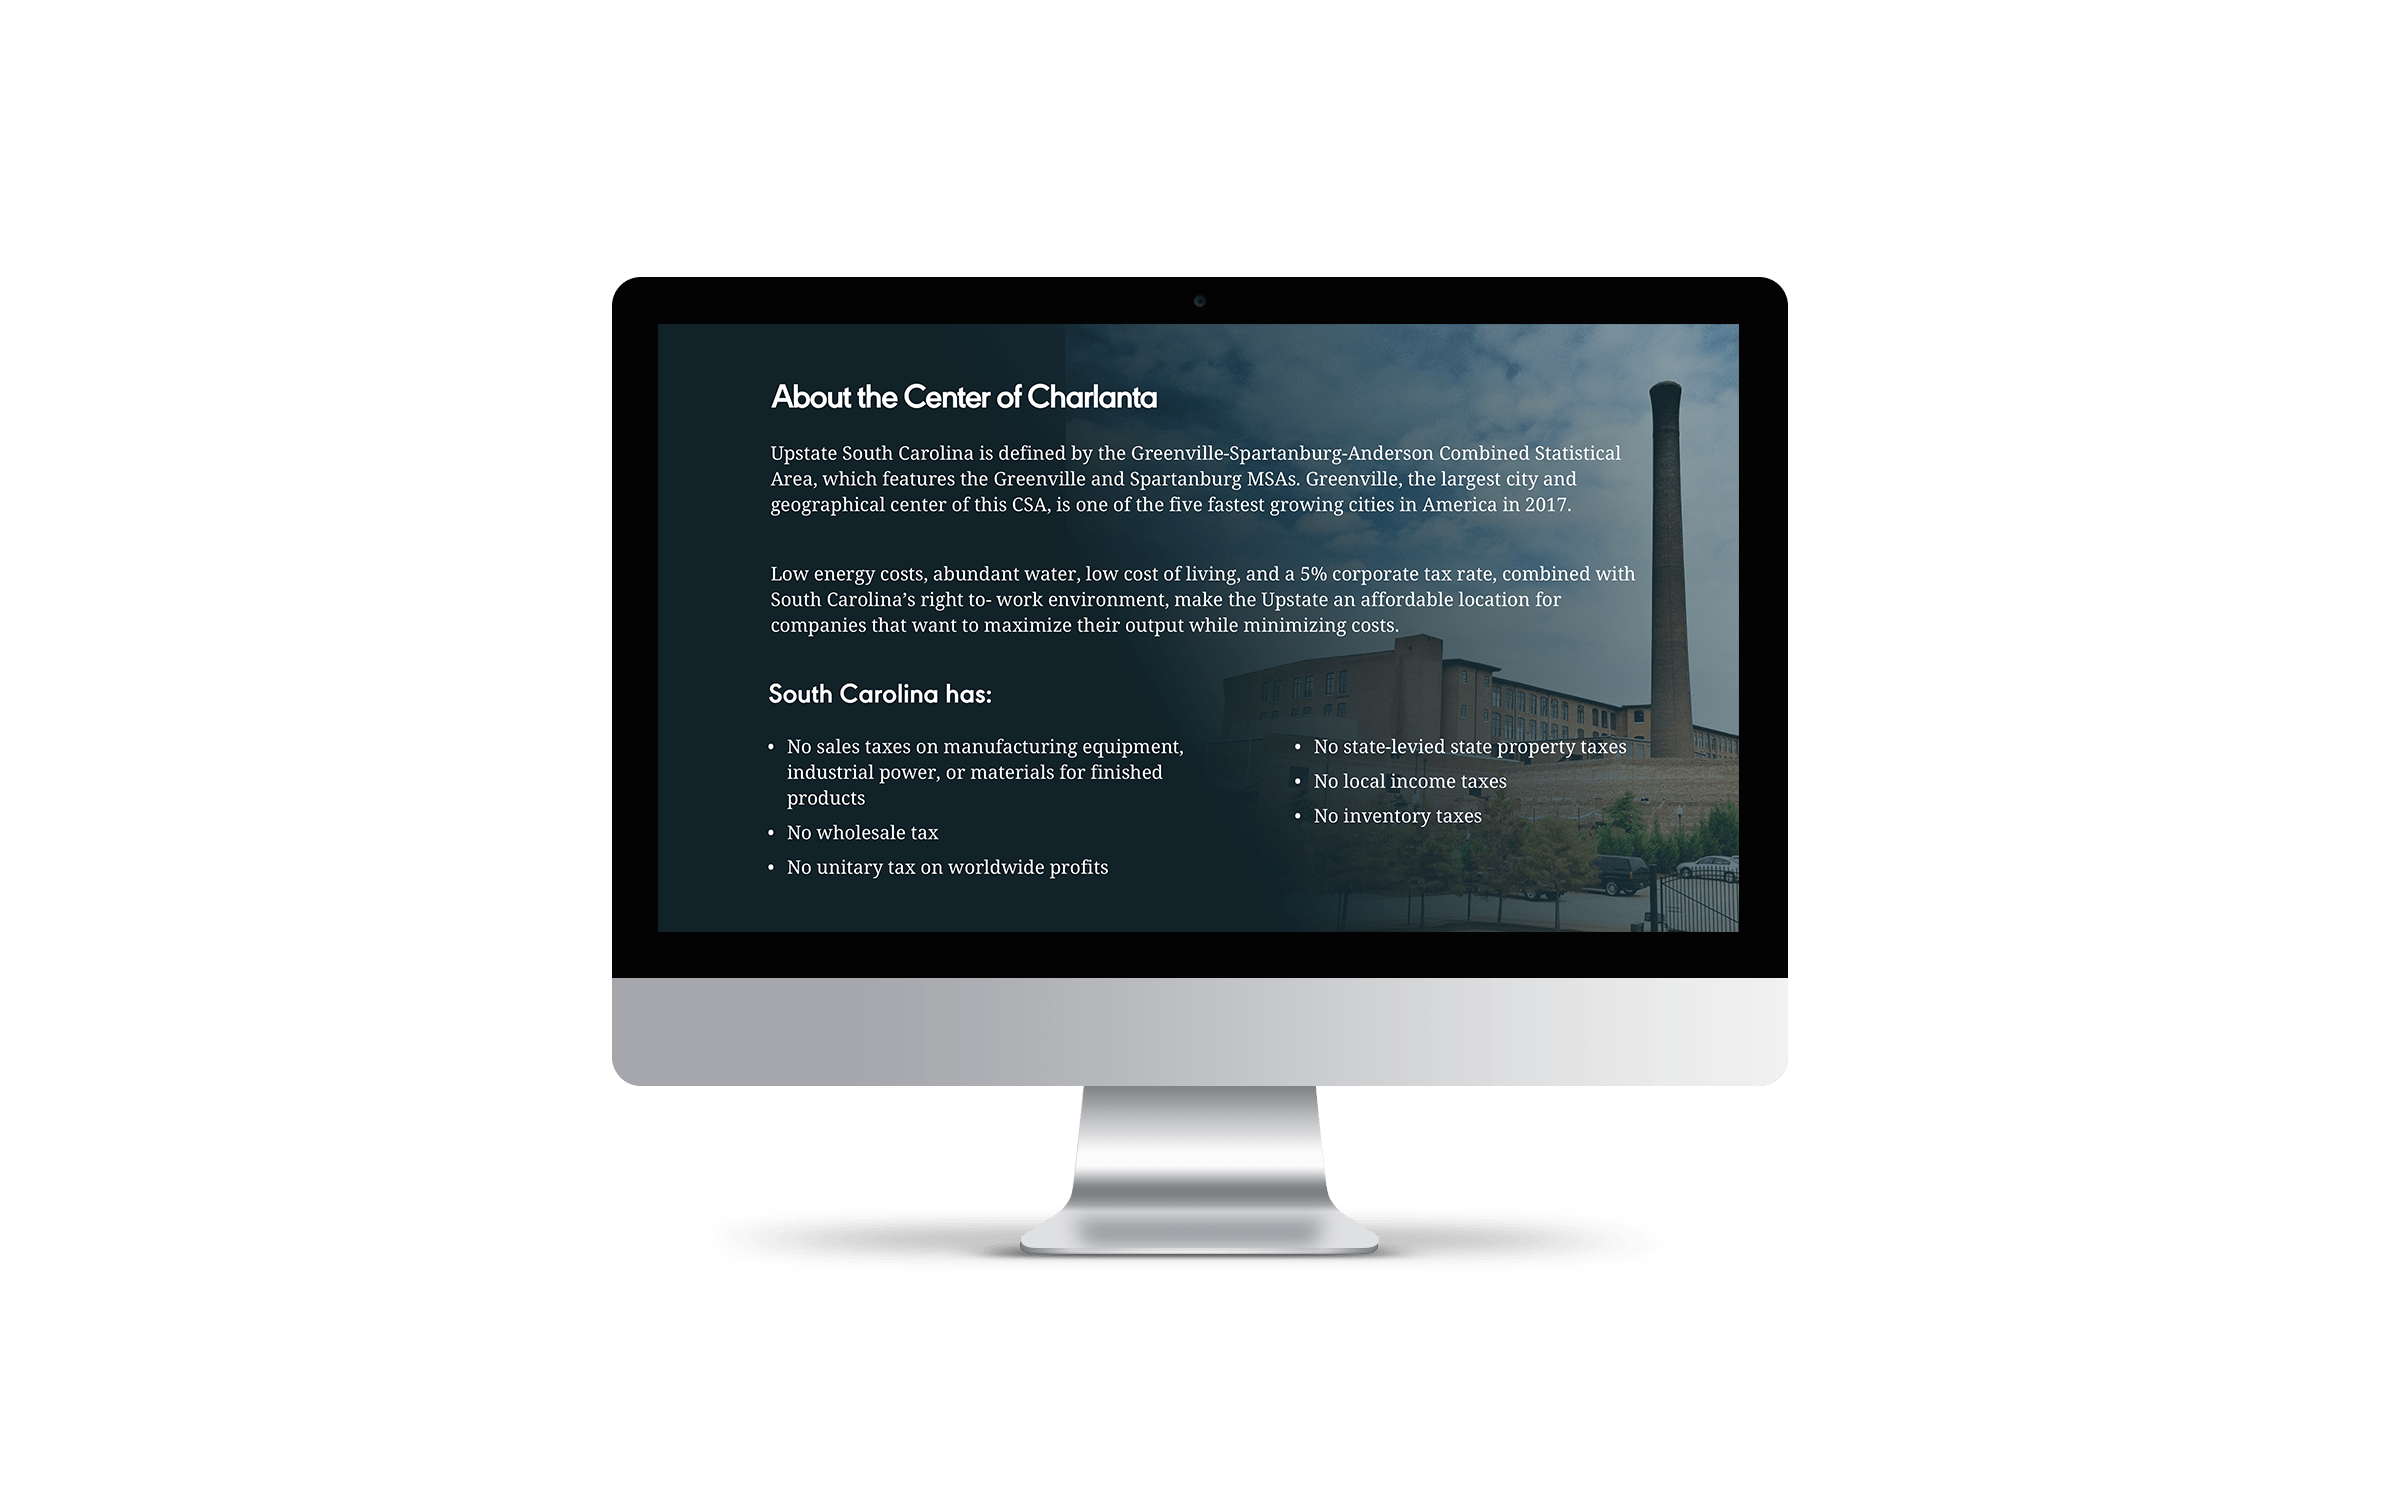 About the Center of Charlanta
Upstate South Carolina is defined by the Greenville-Spartanburg-Anderson Combined Statistical
Area, which features the Greenville and Spartanburg MSAs. Greenville, the largest city and
geographical center of this CSA, is one of the five fastest growing cities in America in 2017.
Low energy costs, abundant water, low cost of living, and a 5% corporate tax rate, combined with
South Carolina’s right to- work environment, make the Upstate an affordable location for
companies that want to maximize their output while minimizing costs.
South Carolina has:
• No sales taxes on manufacturing equipment,
industrial power, or materials for finished
products
• No wholesale tax
• No unitary tax on worldwide profits
• No state-levied state property taxes
• No local income taxes
• No inventory taxes